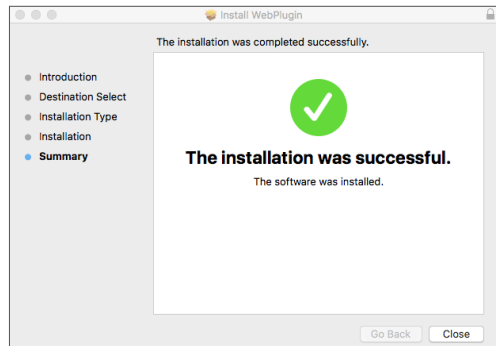 Install WebPlugin
The installation was completed successfully.
Introduction
Destination Select
Installation Type
Installation
Summary
The installation was successful.
The software was installed.
Go Back
Close